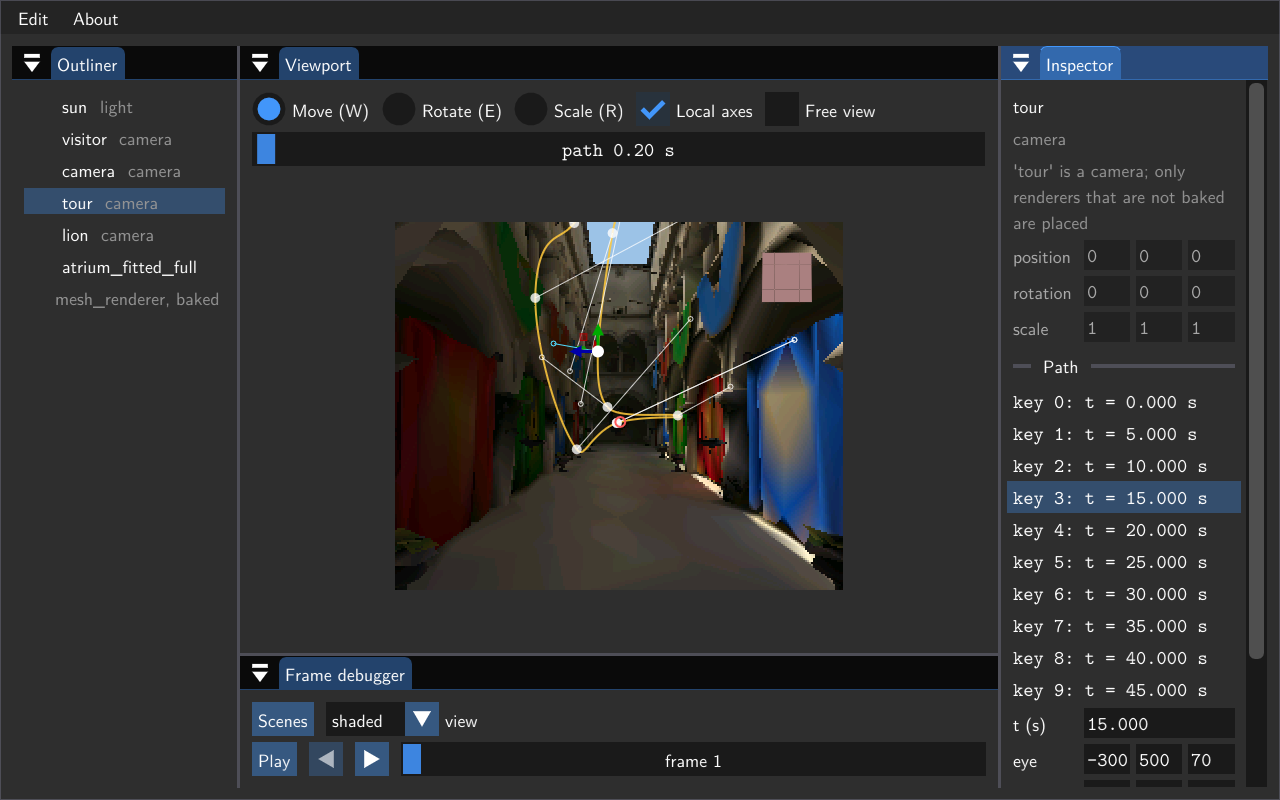 Edit About
Outliner
sun light
visitor camera
camera camera
tour camera
lion camera
atrium_fitted_full
mesh_renderer, baked
Viewport
Move (W) Rotate (E) Scale (R) Local axes Free view
path 0.20 s
Frame debugger
Scenes shaded view
Play frame 1
Inspector
tour
camera
'tour' is a camera; only
renderers that are not baked
are placed
position 0 0 0
rotation 0 0 0
scale 1 1 1
Path
key 0: t = 0.000 s
key 1: t = 5.000 s
key 2: t = 10.000 s
key 3: t = 15.000 s
key 4: t = 20.000 s
key 5: t = 25.000 s
key 6: t = 30.000 s
key 7: t = 35.000 s
key 8: t = 40.000 s
key 9: t = 45.000 s
t (s) 15.000
eye -300 500 70